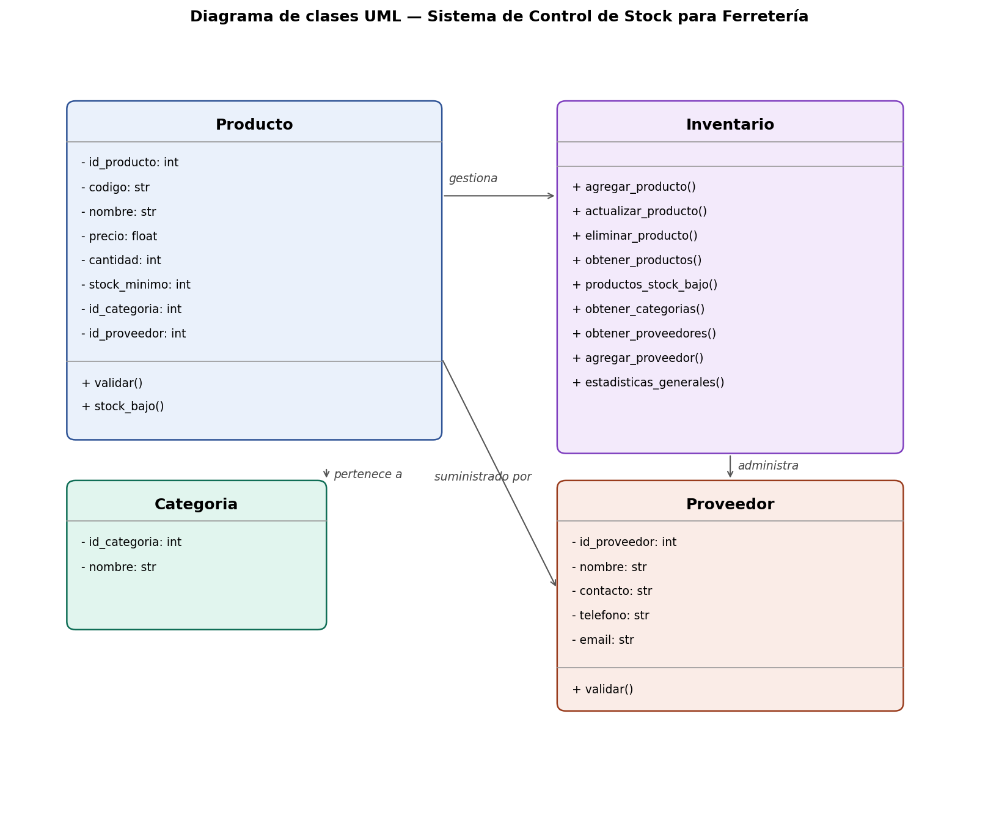 Diagrama de clases UML — Sistema de Control de Stock para Ferretería
Producto
- id_producto: int
- codigo: str
- nombre: str
- precio: float
- cantidad: int
- stock_minimo: int
- id_categoria: int
- id_proveedor: int
+ validar()
+ stock_bajo()
gestiona
Inventario
+ agregar_producto()
+ actualizar_producto()
+ eliminar_producto()
+ obtener_productos()
+ productos_stock_bajo()
+ obtener_categorias()
+ obtener_proveedores()
+ agregar_proveedor()
+ estadisticas_generales()
pertenece a
suministrado por
administra
Categoria
- id_categoria: int
- nombre: str
Proveedor
- id_proveedor: int
- nombre: str
- contacto: str
- telefono: str
- email: str
+ validar()